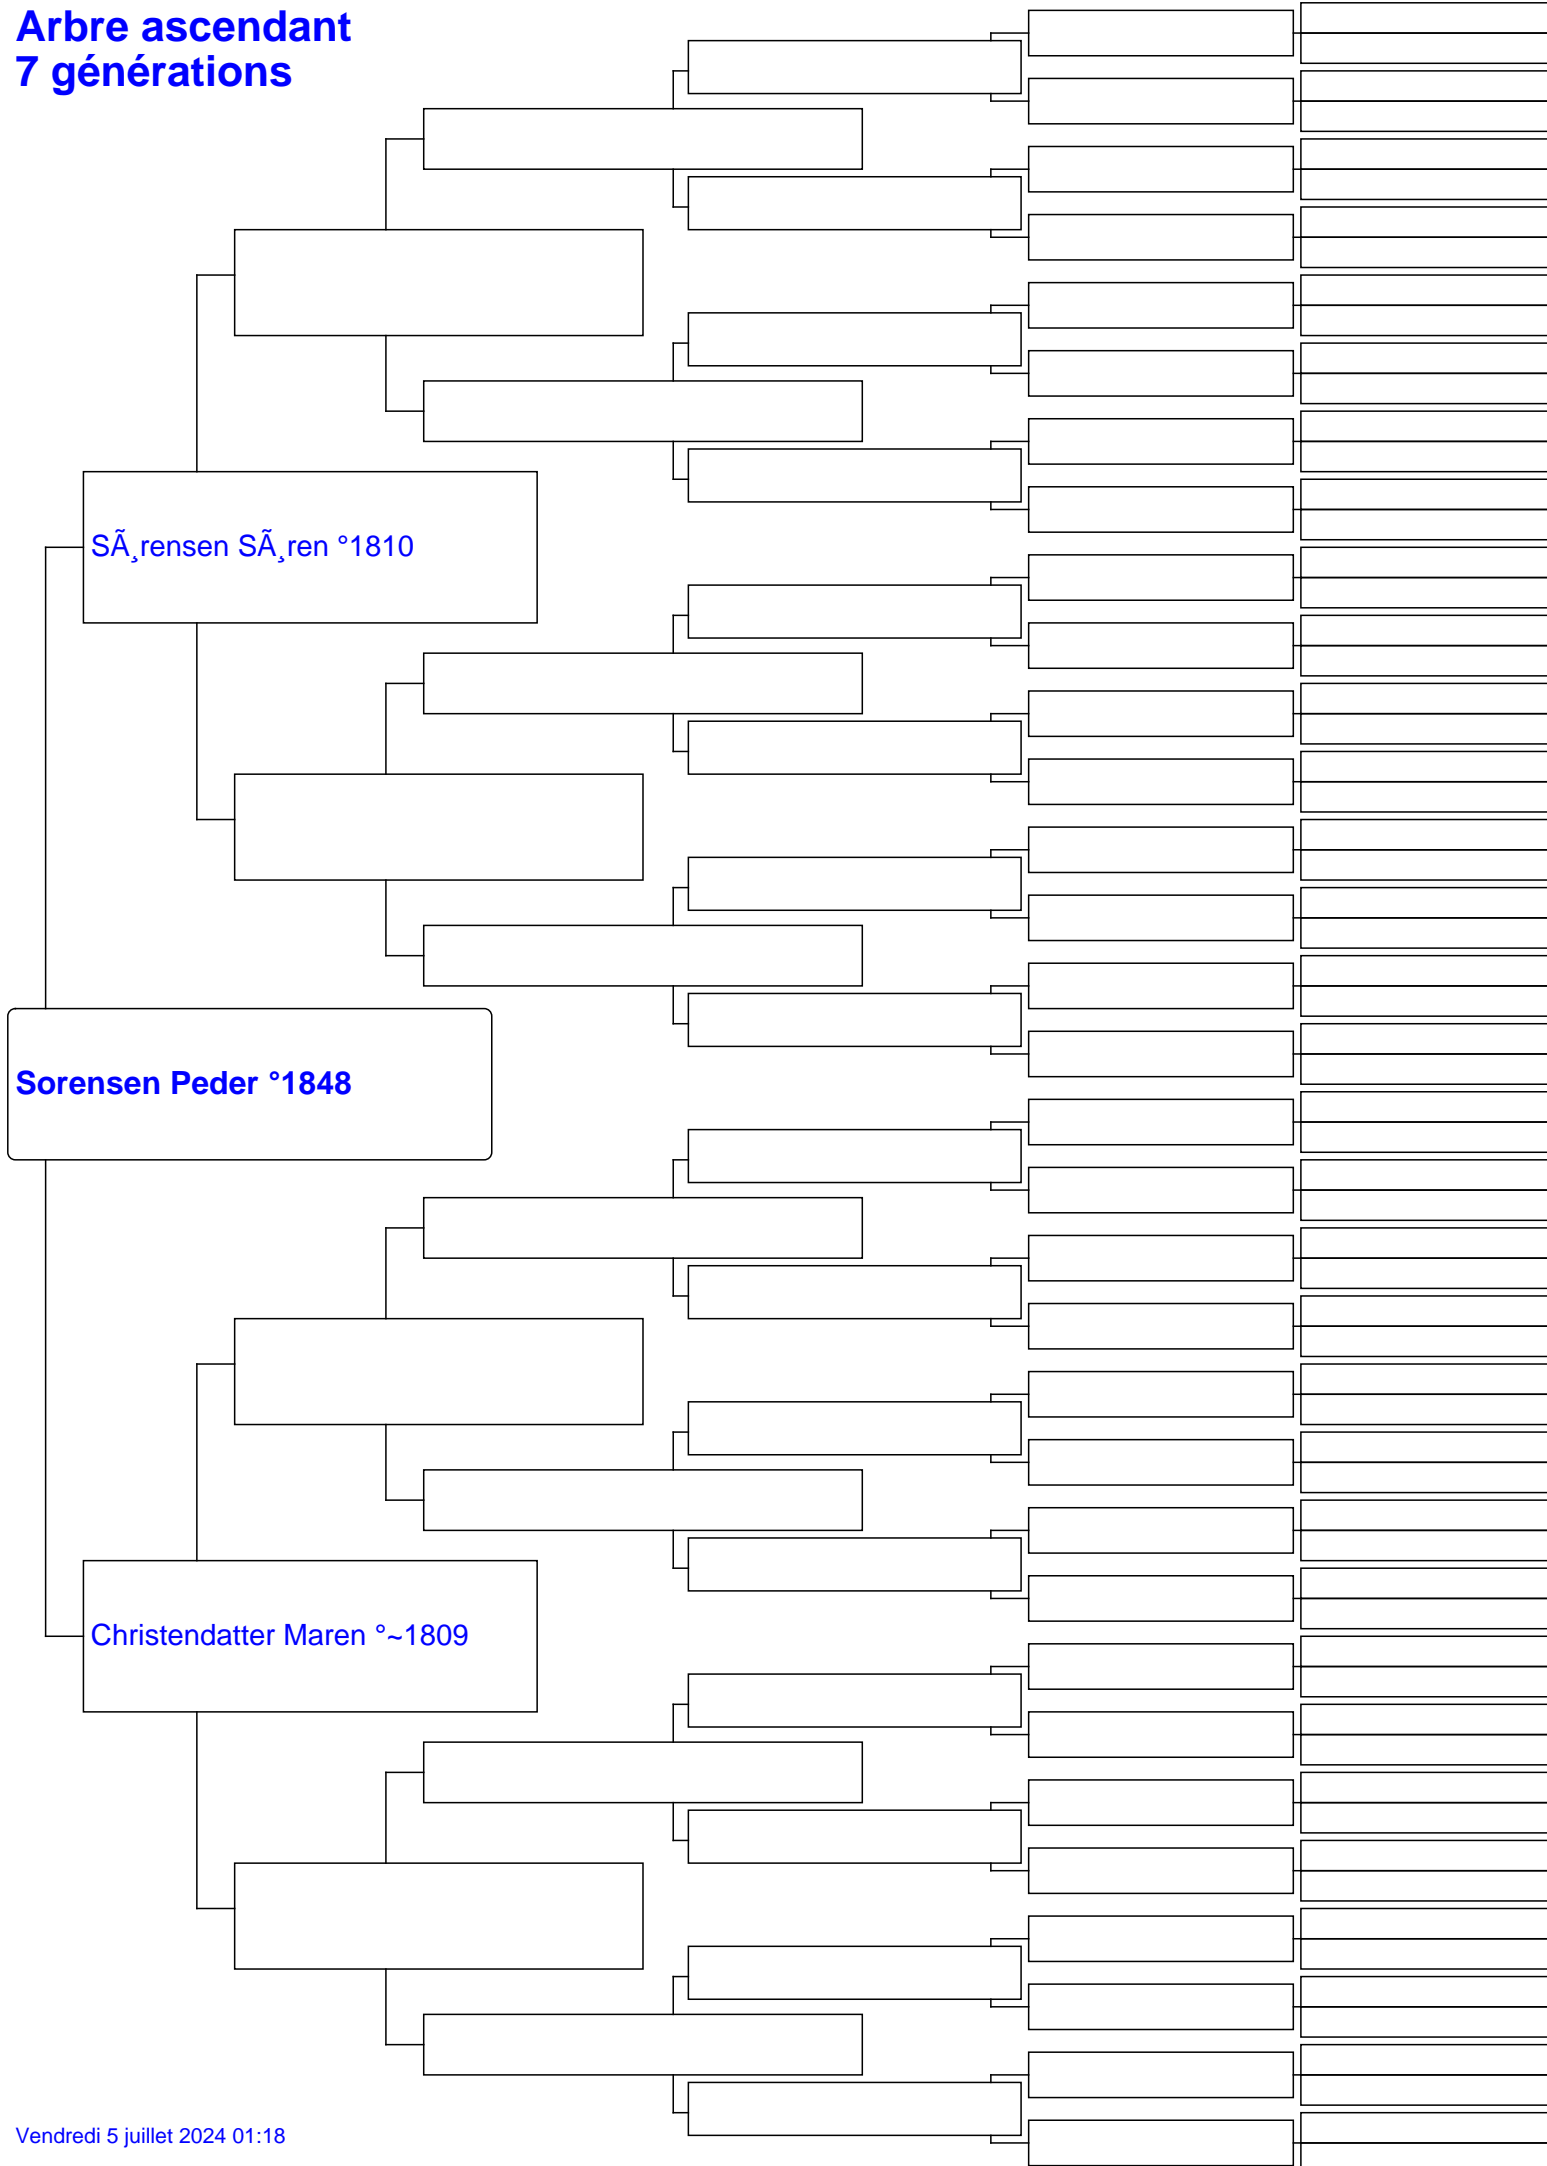 Arbre ascendant
7 générations
SÃ¸rensen SÃ¸ren °1810
Sorensen Peder °1848
Christendatter Maren °~1809
Vendredi 5 juillet 2024 01:18